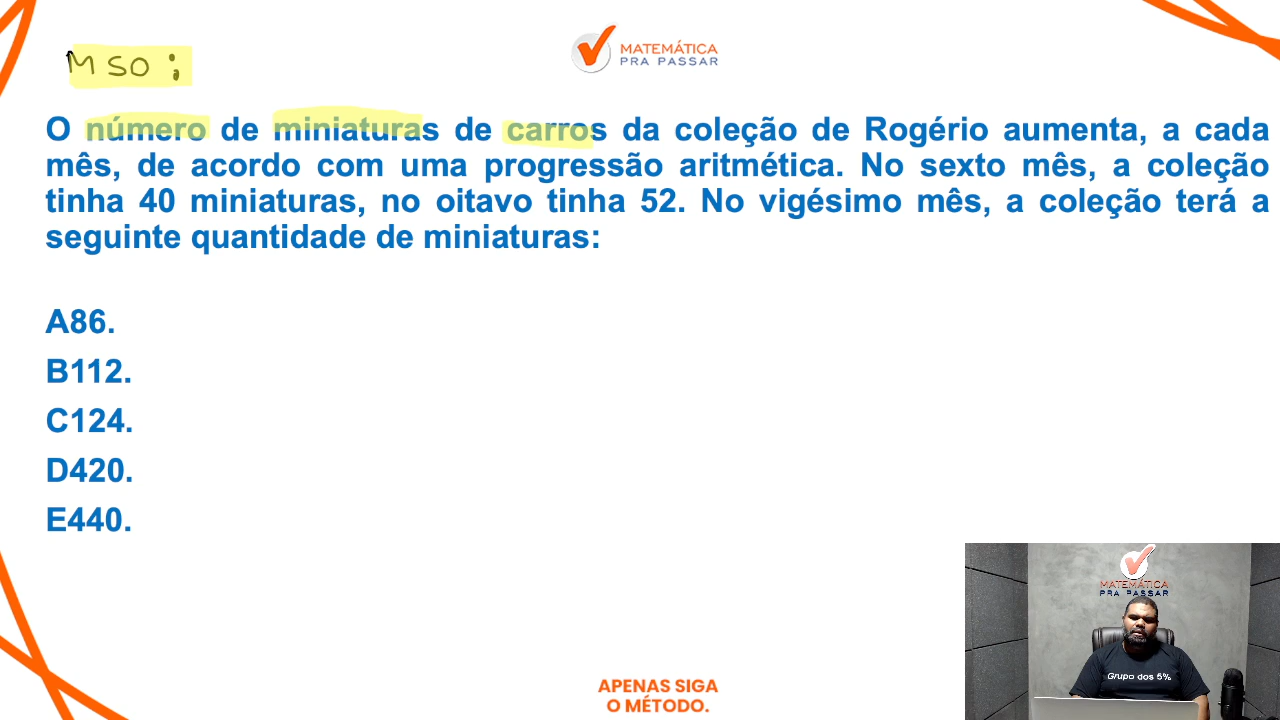 MATEMÁTICA
PRA PASSAR
MSO:
O número de miniaturas de carros da coleção de Rogério aumenta, a cada
mês, de acordo com uma progressão aritmética. No sexto mês, a coleção
tinha 40 miniaturas, no oitavo tinha 52. No vigésimo mês, a coleção terá a
seguinte quantidade de miniaturas:
A86.
B112.
C124.
D420.
E440.
MATEMÁTICA
PRA PASSAR
Grupo dos 5%
APENAS SIGA
O MÉTODO.